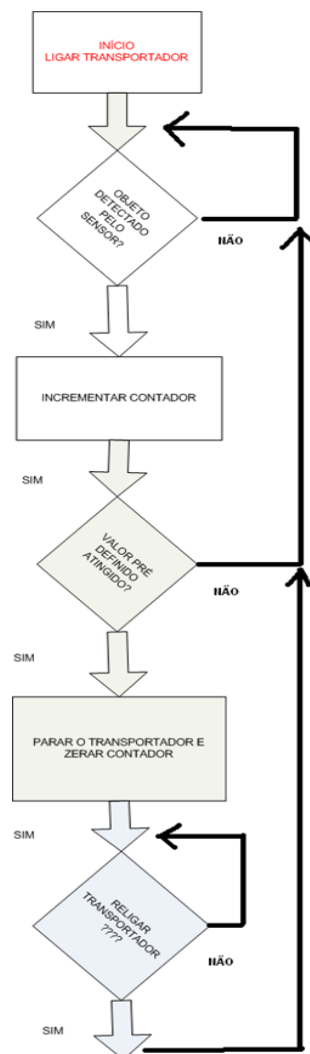 INÍCIO
LIGAR TRANSPORTADOR
OBJETO
DETECTADO
PELO
SENSOR?
NÃO
SIM
INCREMENTAR CONTADOR
SIM
VALOR PRÉ
DEFINIDO
ATINGIDO?
NÃO
SIM
PARAR O TRANSPORTADOR E
ZERAR CONTADOR
SIM
RELIGAR
TRANSPORTADOR
????
NÃO
SIM